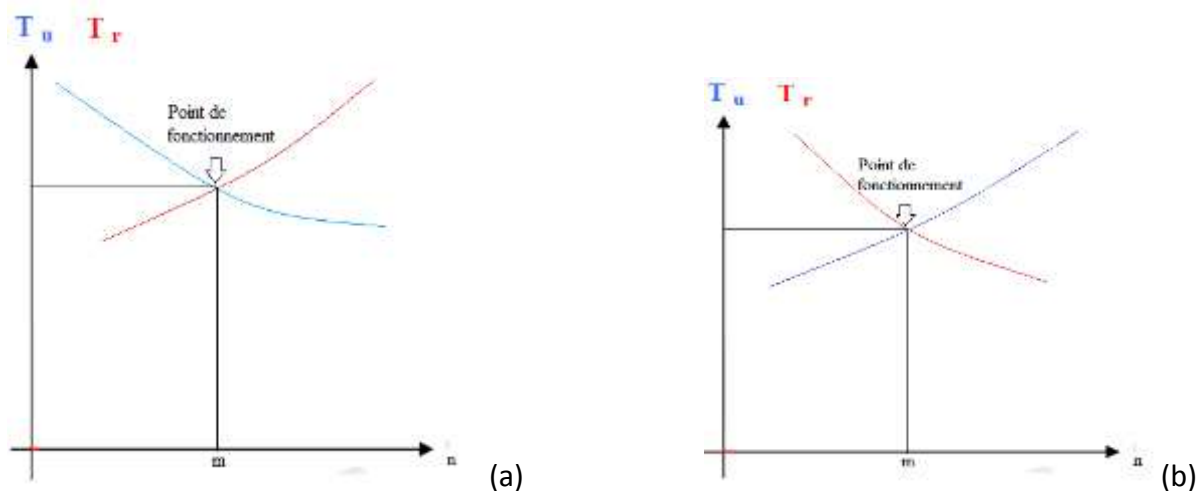 T u T r
Point de
fonctionnement
m
n
(a)
T u T r
Point de
fonctionnement
m
n
(b)